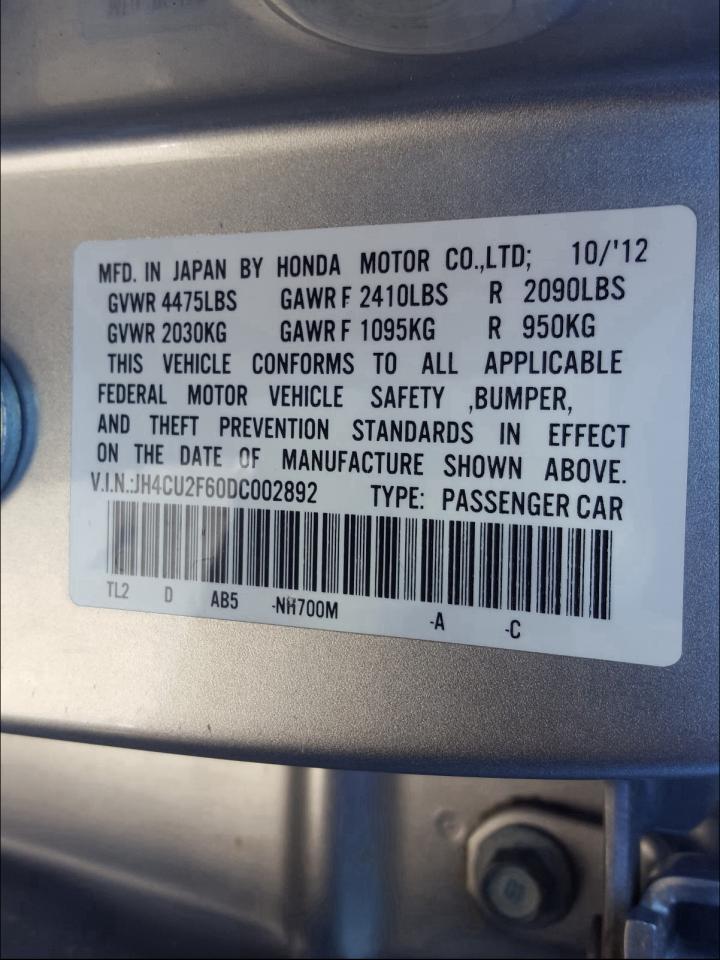 MFD. IN JAPAN BY HONDA MOTOR CO.,LTD; 10/'12
GVWR 4475LBS GAWR F 2410LBS R 2090LBS
GVWR 2030KG GAWR F 1095KG R 950KG
THIS VEHICLE CONFORMS TO ALL APPLICABLE
FEDERAL MOTOR VEHICLE SAFETY ,BUMPER,
AND THEFT PREVENTION STANDARDS IN EFFECT
ON THE DATE OF MANUFACTURE SHOWN ABOVE.
V.I.N.:JH4CU2F60DC002892 TYPE: PASSENGER CAR
TL2 D AB5 -NH700M -A -C